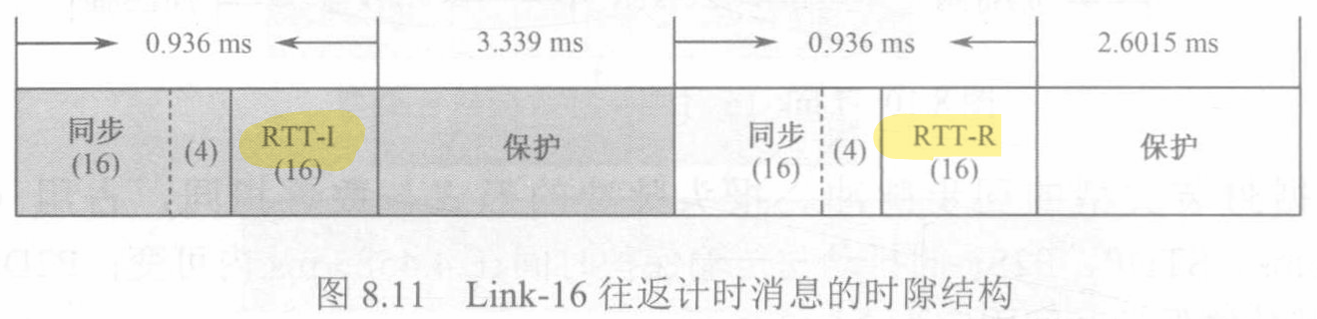 0.936 ms 3.339 ms 0.936 ms 2.6015 ms
同步 (4) RTT-I 保护 同步 (4) RTT-R 保护
(16) (16) (16) (16)
图 8.11 Link-16 往返计时消息的时隙结构